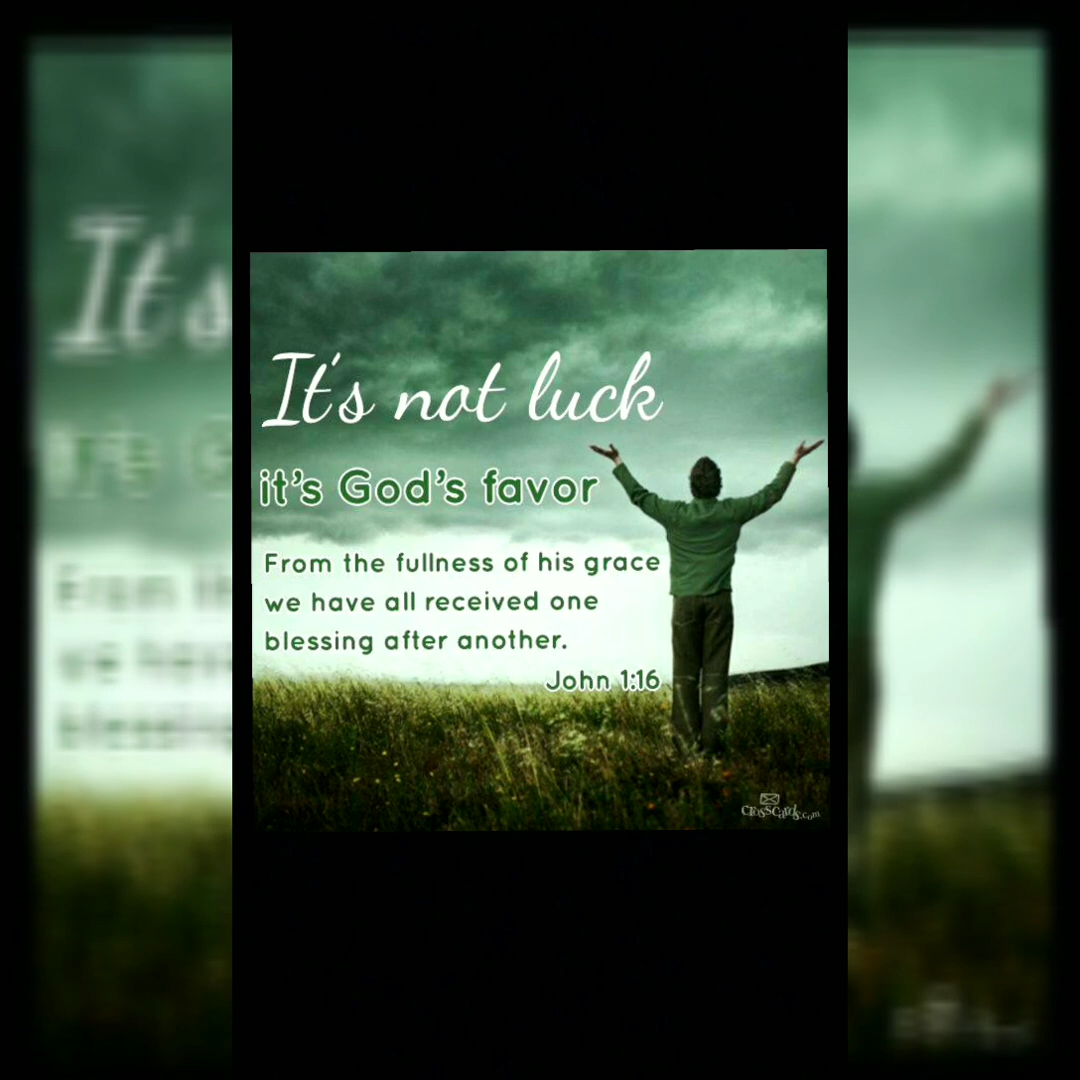 It's not luck
it's God's favor
From the fullness of his grace
we have all received one
blessing after another.
John 1:16
crosscards.com